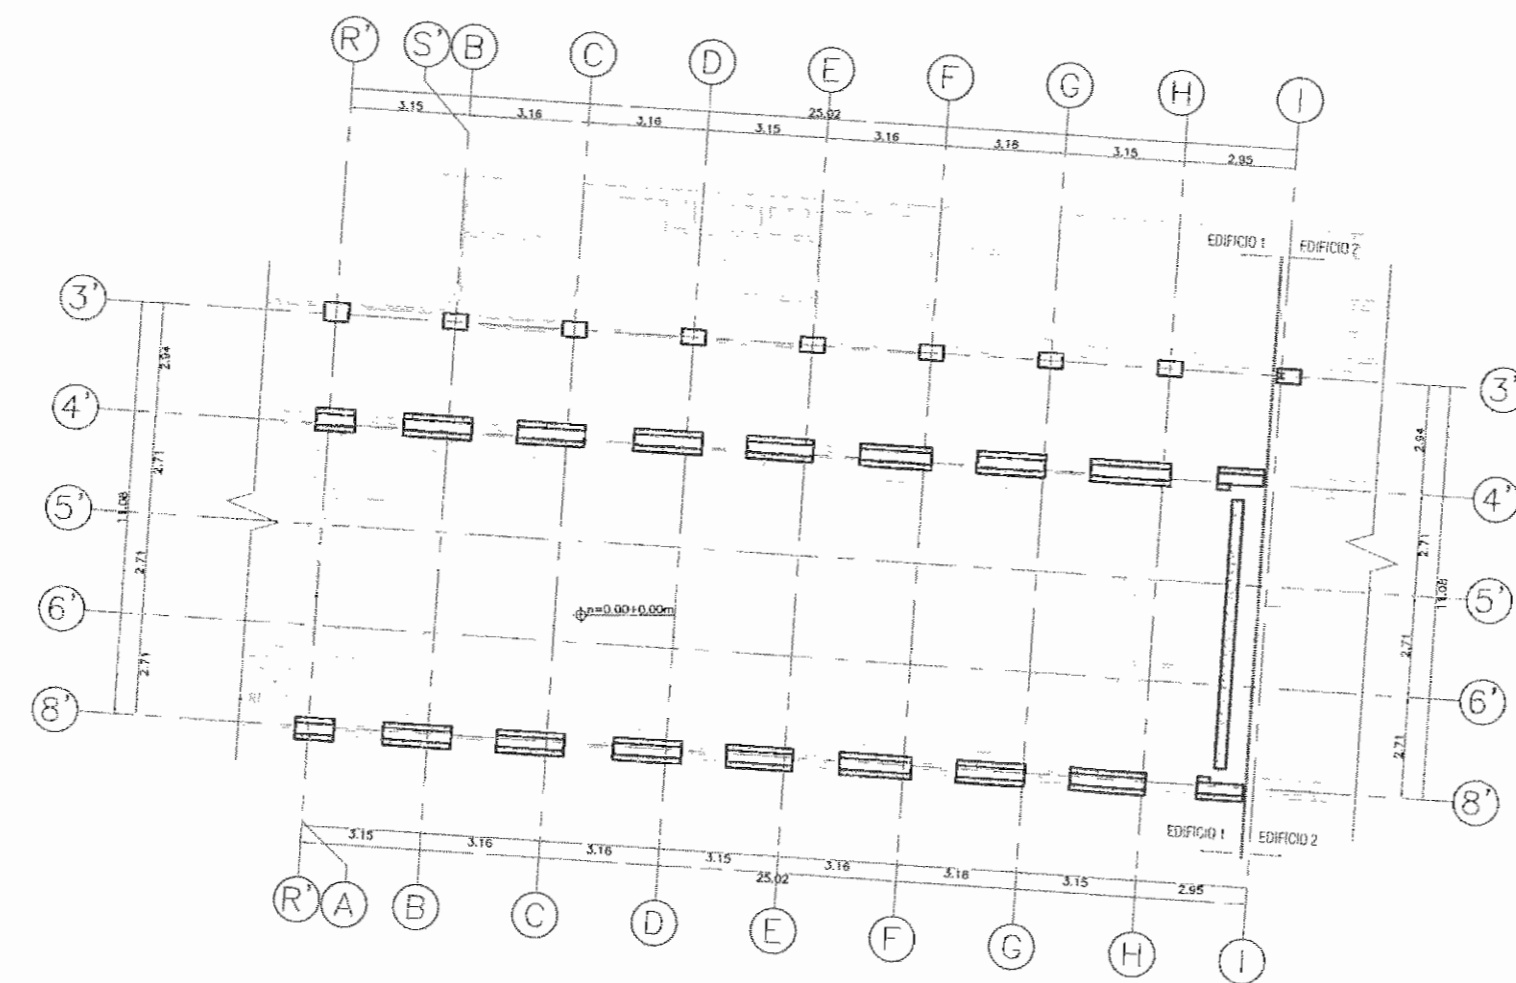 R' S' B C D E F G H I
25.02
3.15 3.16 3.16 3.15 3.16 3.18 3.15 2.95
EDIFICIO 1 EDIFICIO 2
3' 3'
2.94 2.94
4' 4'
2.71 2.71
11.08 11.08
5' 5'
2.71 2.71
n=0.00+0.00m
6' 6'
2.71 2.71
8' 8'
EDIFICIO 1 EDIFICIO 2
3.15 3.16 3.16 3.15 3.16 3.18 3.15 2.95
25.02
R' A B C D E F G H I